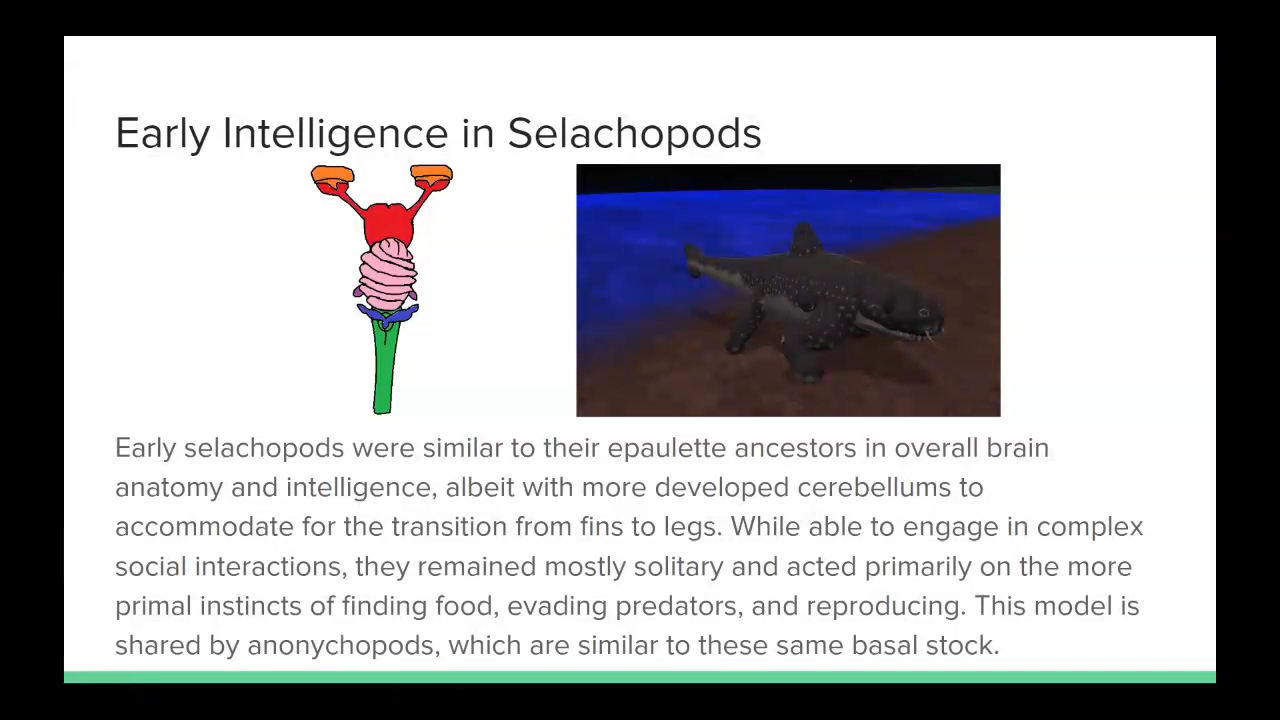 Early Intelligence in Selachopods
Early selachopods were similar to their epaulette ancestors in overall brain
anatomy and intelligence, albeit with more developed cerebellums to
accommodate for the transition from fins to legs. While able to engage in complex
social interactions, they remained mostly solitary and acted primarily on the more
primal instincts of finding food, evading predators, and reproducing. This model is
shared by anonychopods, which are similar to these same basal stock.